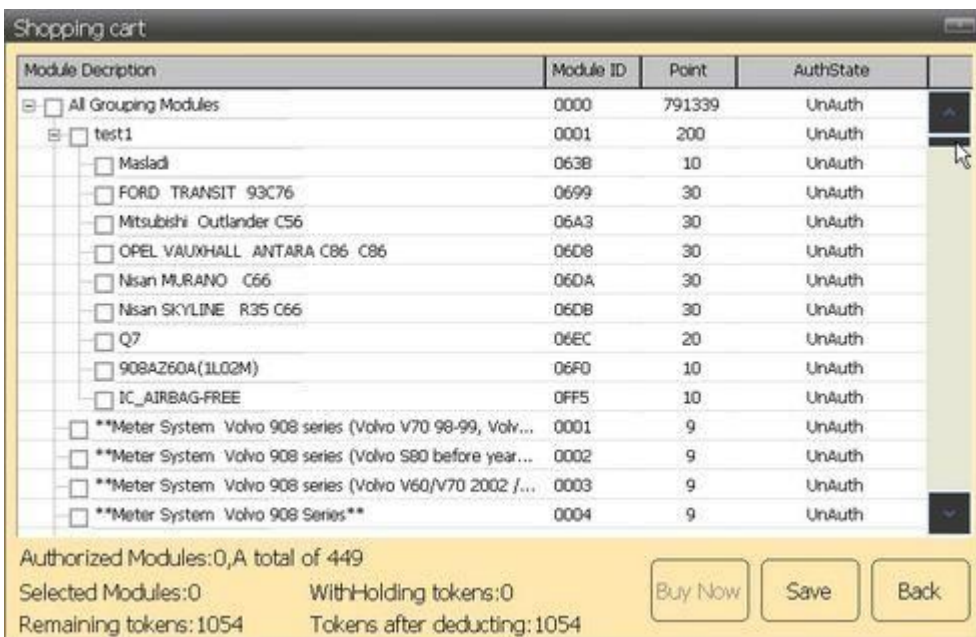 Shopping cart
Module Decription Module ID Point AuthState
All Grouping Modules 0000 791339 UnAuth
test1 0001 200 UnAuth
Masladi 063B 10 UnAuth
FORD TRANSIT 93C76 0699 30 UnAuth
Mitsubishi Outlander C56 06A3 30 UnAuth
OPEL VAUXHALL ANTARA C86 C86 06D8 30 UnAuth
Nisan MURANO C66 06DA 30 UnAuth
Nisan SKYLINE R35 C66 06DB 30 UnAuth
Q7 06EC 20 UnAuth
908AZ60A(1L02M) 06F0 10 UnAuth
IC_AIRBAG-FREE 0FF5 10 UnAuth
**Meter System Volvo 908 series (Volvo V70 98-99, Volv... 0001 9 UnAuth
**Meter System Volvo 908 series (Volvo S80 before year... 0002 9 UnAuth
**Meter System Volvo 908 series (Volvo V60/V70 2002 /... 0003 9 UnAuth
**Meter System Volvo 908 Series** 0004 9 UnAuth
Authorized Modules:0,A total of 449
Selected Modules:0 WithHolding tokens:0 Buy Now Save Back
Remaining tokens:1054 Tokens after deducting:1054